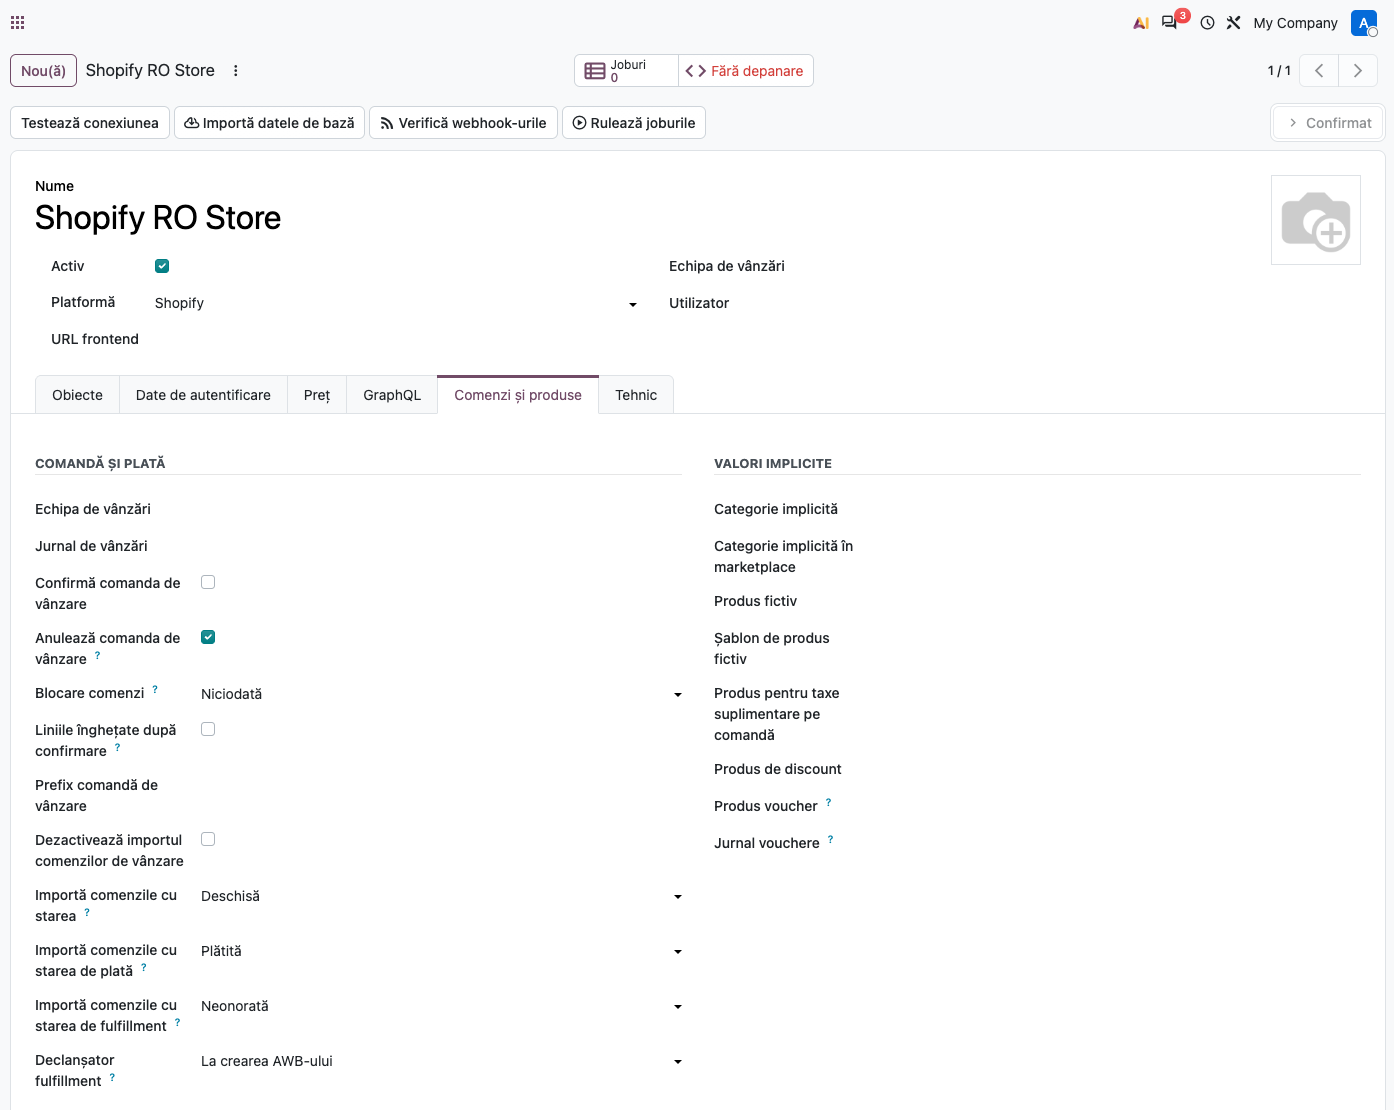 AI
3
My Company
A
Nou(ă)
Shopify RO Store
Joburi
0
Fără depanare
1 / 1
Testează conexiunea
Importă datele de bază
Verifică webhook-urile
Rulează joburile
Confirmat
Nume
Shopify RO Store
Activ
Echipa de vânzări
Platformă
Shopify
Utilizator
URL frontend
Obiecte
Date de autentificare
Preț
GraphQL
Comenzi și produse
Tehnic
COMANDĂ ȘI PLATĂ
Echipa de vânzări
Jurnal de vânzări
Confirmă comanda de
vânzare
Anulează comanda de
vânzare ?
Blocare comenzi ?
Niciodată
Liniile înghețate după
confirmare ?
Prefix comandă de
vânzare
Dezactivează importul
comenzilor de vânzare
Importă comenzile cu
starea ?
Deschisă
Importă comenzile cu
starea de plată ?
Plătită
Importă comenzile cu
starea de fulfillment ?
Neonorată
Declanșator
fulfillment ?
La crearea AWB-ului
VALORI IMPLICITE
Categorie implicită
Categorie implicită în
marketplace
Produs fictiv
Șablon de produs
fictiv
Produs pentru taxe
suplimentare pe
comandă
Produs de discount
Produs voucher ?
Jurnal vouchere ?